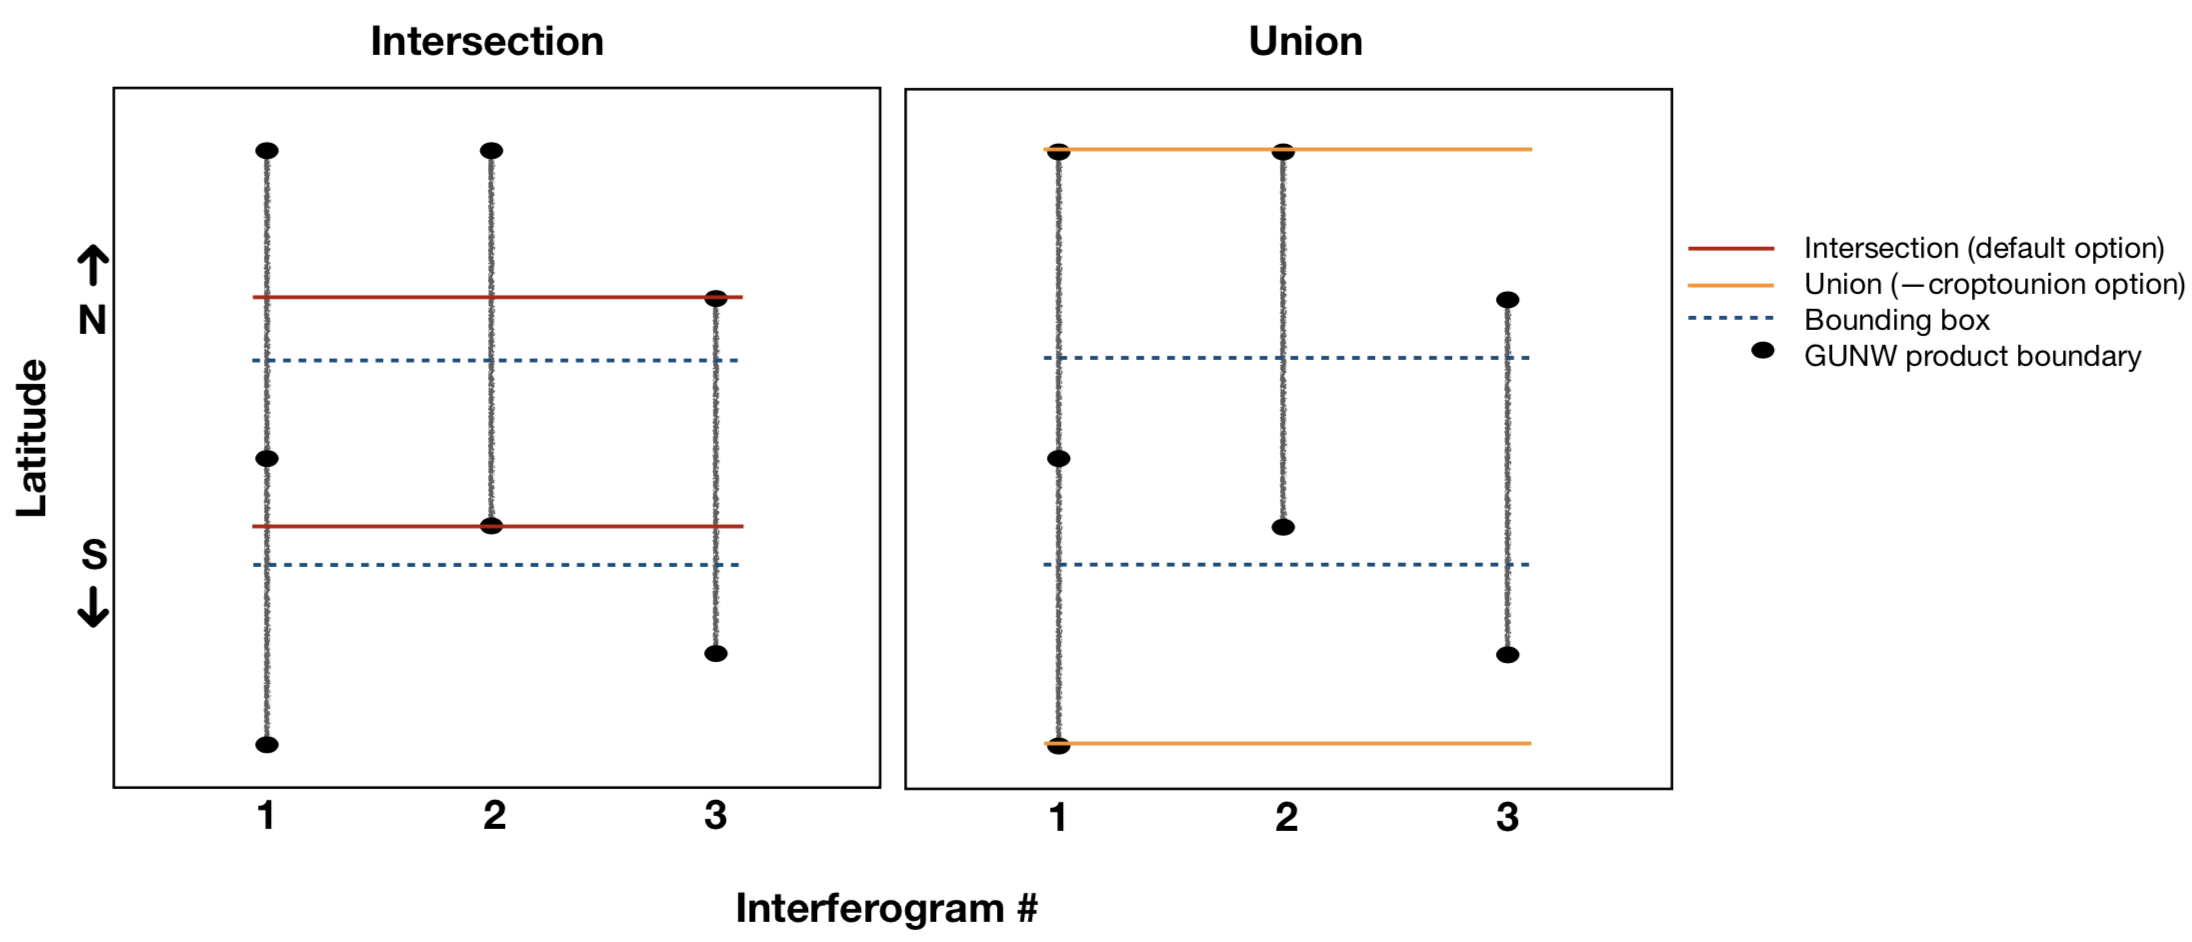 Intersection
Union
N
S
Latitude
1
2
3
1
2
3
Interferogram #
Intersection (default option)
Union (—croptounion option)
Bounding box
GUNW product boundary